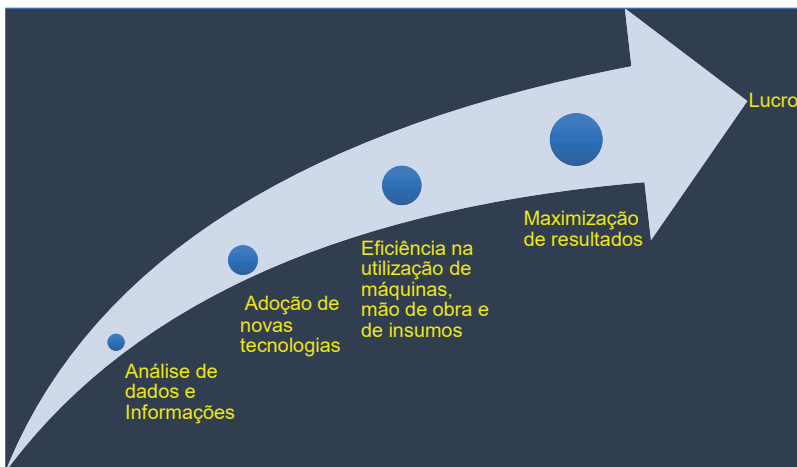 Análise de
dados e
Informações
Adoção de
novas
tecnologias
Eficiência na
utilização de
máquinas,
mão de obra e
de insumos
Maximização
de resultados
Lucro